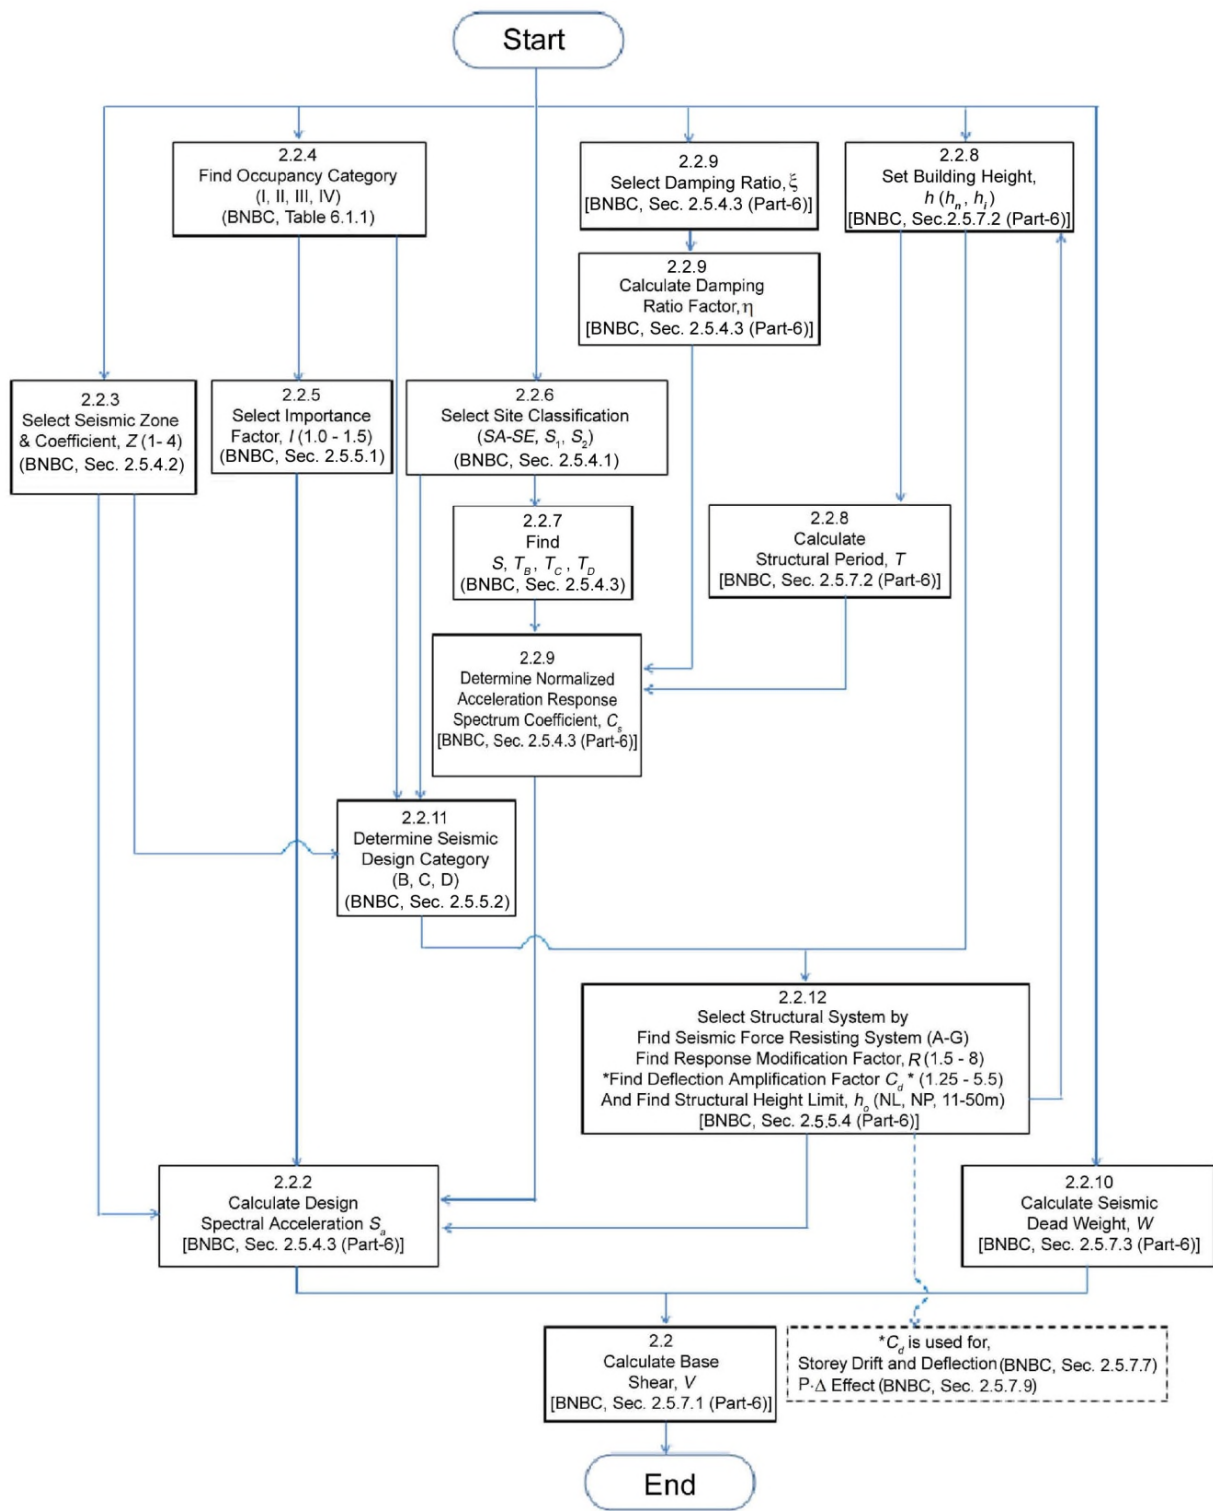 Start
2.2.4
Find Occupancy Category
(I, II, III, IV)
(BNBC, Table 6.1.1)
2.2.9
Select Damping Ratio, ξ
[BNBC, Sec. 2.5.4.3 (Part-6)]
2.2.8
Set Building Height,
h (hn, hi)
[BNBC, Sec.2.5.7.2 (Part-6)]
2.2.9
Calculate Damping
Ratio Factor, η
[BNBC, Sec. 2.5.4.3 (Part-6)]
2.2.3
Select Seismic Zone
& Coefficient, Z (1- 4)
(BNBC, Sec. 2.5.4.2)
2.2.5
Select Importance
Factor, I (1.0 - 1.5)
(BNBC, Sec. 2.5.5.1)
2.2.6
Select Site Classification
(SA-SE, S1, S2)
(BNBC, Sec. 2.5.4.1)
2.2.7
Find
S, TB, TC, TD
(BNBC, Sec. 2.5.4.3)
2.2.8
Calculate
Structural Period, T
[BNBC, Sec. 2.5.7.2 (Part-6)]
2.2.9
Determine Normalized
Acceleration Response
Spectrum Coefficient, Cs
[BNBC, Sec. 2.5.4.3 (Part-6)]
2.2.11
Determine Seismic
Design Category
(B, C, D)
(BNBC, Sec. 2.5.5.2)
2.2.12
Select Structural System by
Find Seismic Force Resisting System (A-G)
Find Response Modification Factor, R (1.5 - 8)
*Find Deflection Amplification Factor Cd * (1.25 - 5.5)
And Find Structural Height Limit, ho (NL, NP, 11-50m)
[BNBC, Sec. 2.5.5.4 (Part-6)]
2.2.2
Calculate Design
Spectral Acceleration Sa
[BNBC, Sec. 2.5.4.3 (Part-6)]
2.2.10
Calculate Seismic
Dead Weight, W
[BNBC, Sec. 2.5.7.3 (Part-6)]
2.2
Calculate Base
Shear, V
[BNBC, Sec. 2.5.7.1 (Part-6)]
*Cd is used for,
Storey Drift and Deflection (BNBC, Sec. 2.5.7.7)
P·Δ Effect (BNBC, Sec. 2.5.7.9)
End